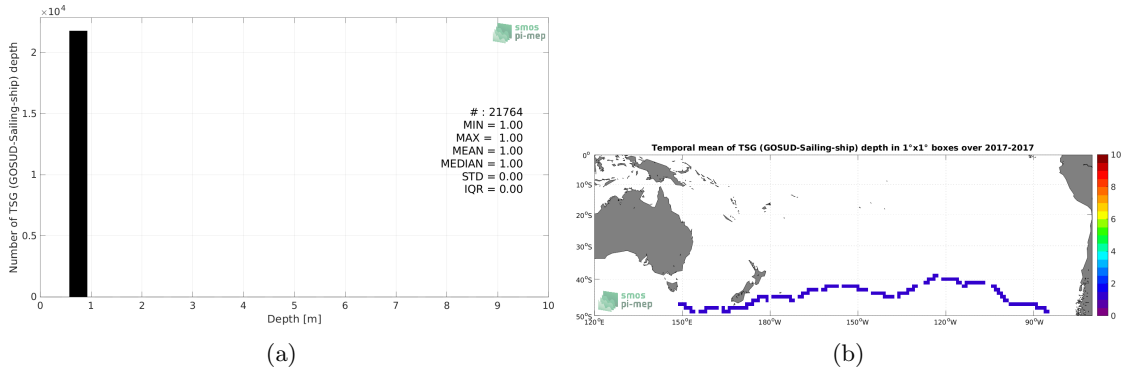 ×10⁴
2
1.5
1
0.5
0
Number of TSG (GOSUD-Sailing-ship) depth
smos
pi-mep
# : 21764
MIN = 1.00
MAX = 1.00
MEAN = 1.00
MEDIAN = 1.00
STD = 0.00
IQR = 0.00
0 1 2 3 4 5 6 7 8 9 10
Depth [m]
(a)
Temporal mean of TSG (GOSUD-Sailing-ship) depth in 1°x1° boxes over 2017-2017
0°
10°S
20°S
30°S
40°S
50°S
smos
pi-mep
120°E 150°E 180°W 150°W 120°W 90°W
10
8
6
4
2
0
(b)